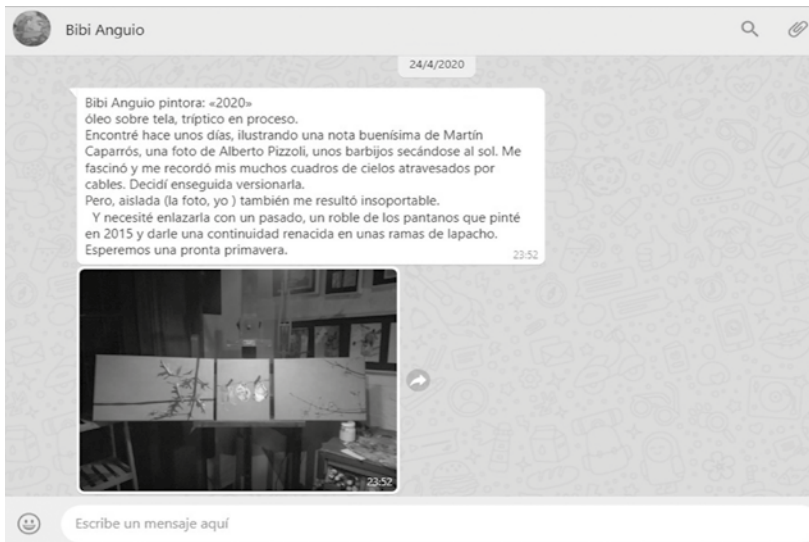 Bibi Anguio
24/4/2020
Bibi Anguio pintora: «2020»
óleo sobre tela, tríptico en proceso.
Encontré hace unos días, ilustrando una nota buenísima de Martín
Caparrós, una foto de Alberto Pizzoli, unos barbijos secándose al sol. Me
fascinó y me recordó mis muchos cuadros de cielos atravesados por
cables. Decidí enseguida versionarla.
Pero, aislada (la foto, yo ) también me resultó insoportable.
Y necesité enlazarla con un pasado, un roble de los pantanos que pinté
en 2015 y darle una continuidad renacida en unas ramas de lapacho.
Esperemos una pronta primavera.
23:52
23:52
Escribe un mensaje aquí